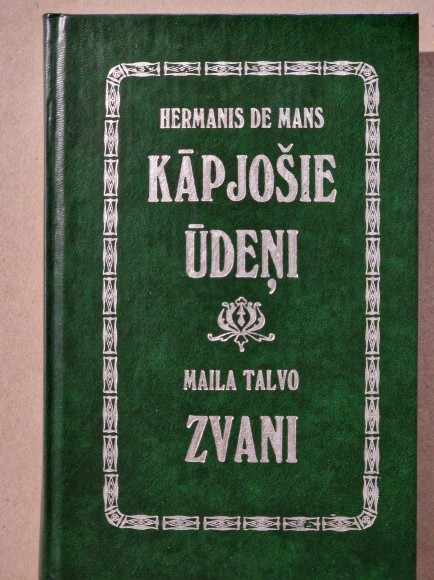 HERMANIS DE MANS
KĀPJOŠIE
ŪDEŅI
MAILA TALVO
ZVANI